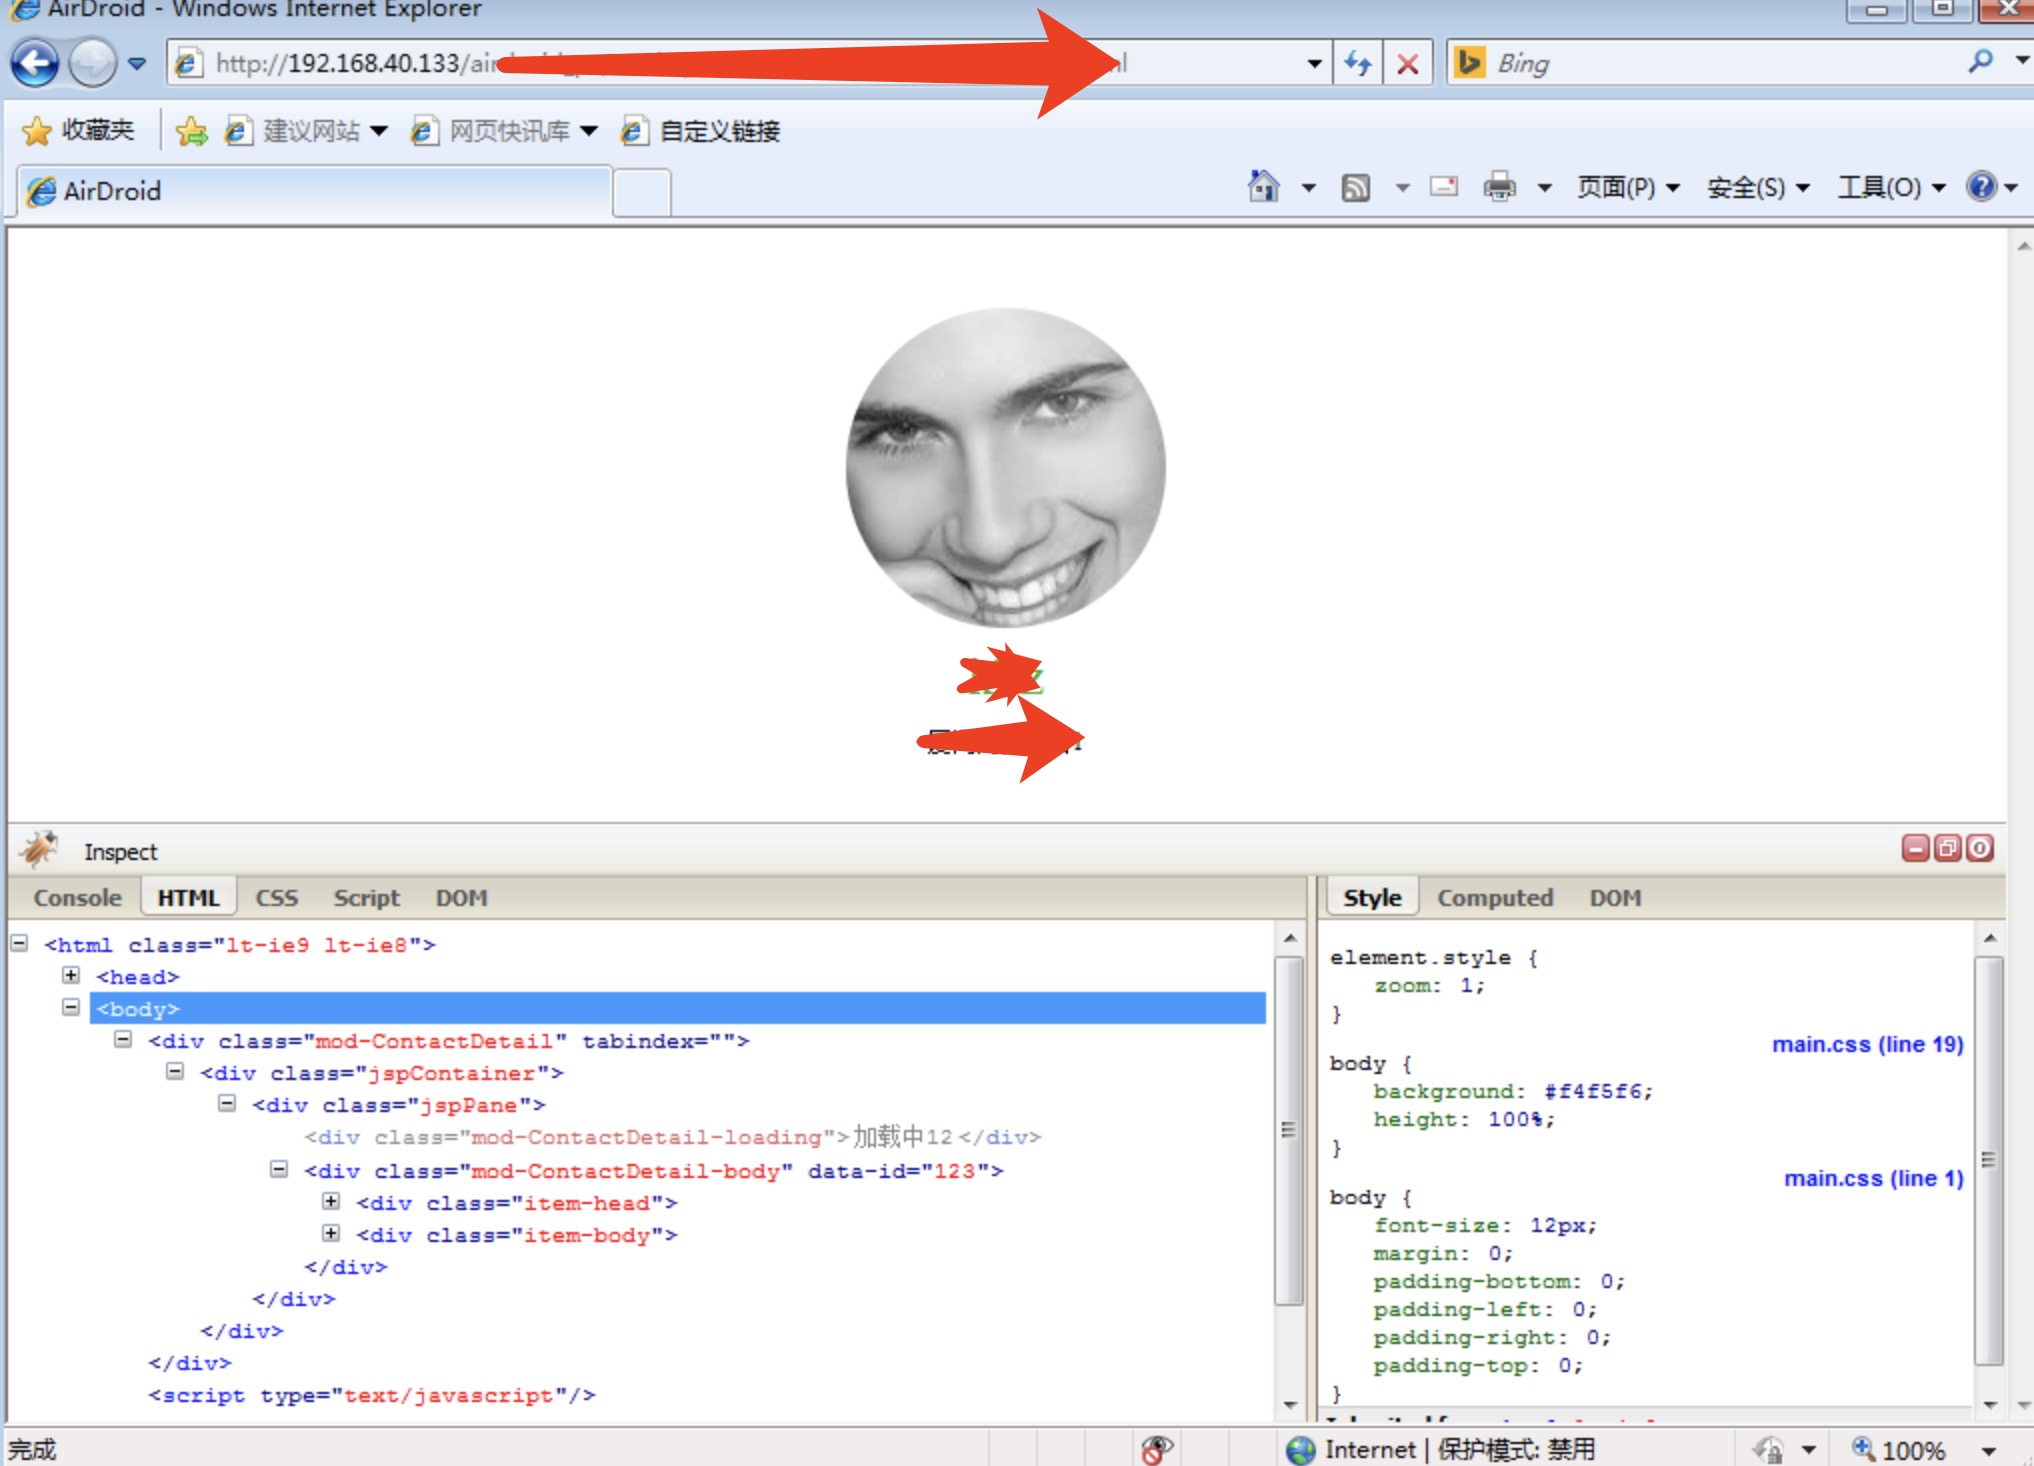 AirDroid - Windows Internet Explorer
http://192.168.40.133/air
Bing
收藏夹 建议网站 网页快讯库 自定义链接
AirDroid
页面(P) 安全(S) 工具(O)
Inspect
Console HTML CSS Script DOM
<html class="lt-ie9 lt-ie8">
<head>
<body>
<div class="mod-ContactDetail" tabindex="">
<div class="jspContainer">
<div class="jspPane">
<div class="mod-ContactDetail-loading">加载中12</div>
<div class="mod-ContactDetail-body" data-id="123">
<div class="item-head">
<div class="item-body">
</div>
</div>
</div>
</div>
<script type="text/javascript"/>
Style Computed DOM
element.style {
zoom: 1;
}
main.css (line 19)
body {
background: #f4f5f6;
height: 100%;
}
main.css (line 1)
body {
font-size: 12px;
margin: 0;
padding-bottom: 0;
padding-left: 0;
padding-right: 0;
padding-top: 0;
}
完成
Internet | 保护模式: 禁用
100%